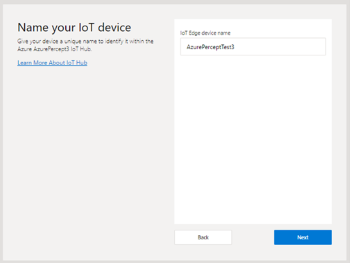 Name your IoT device
Give your device a unique name to identify it within the
Azure AzurePercept3 IoT Hub.
Learn More About IoT Hub
IoT Edge device name
AzurePerceptTest3
Back
Next